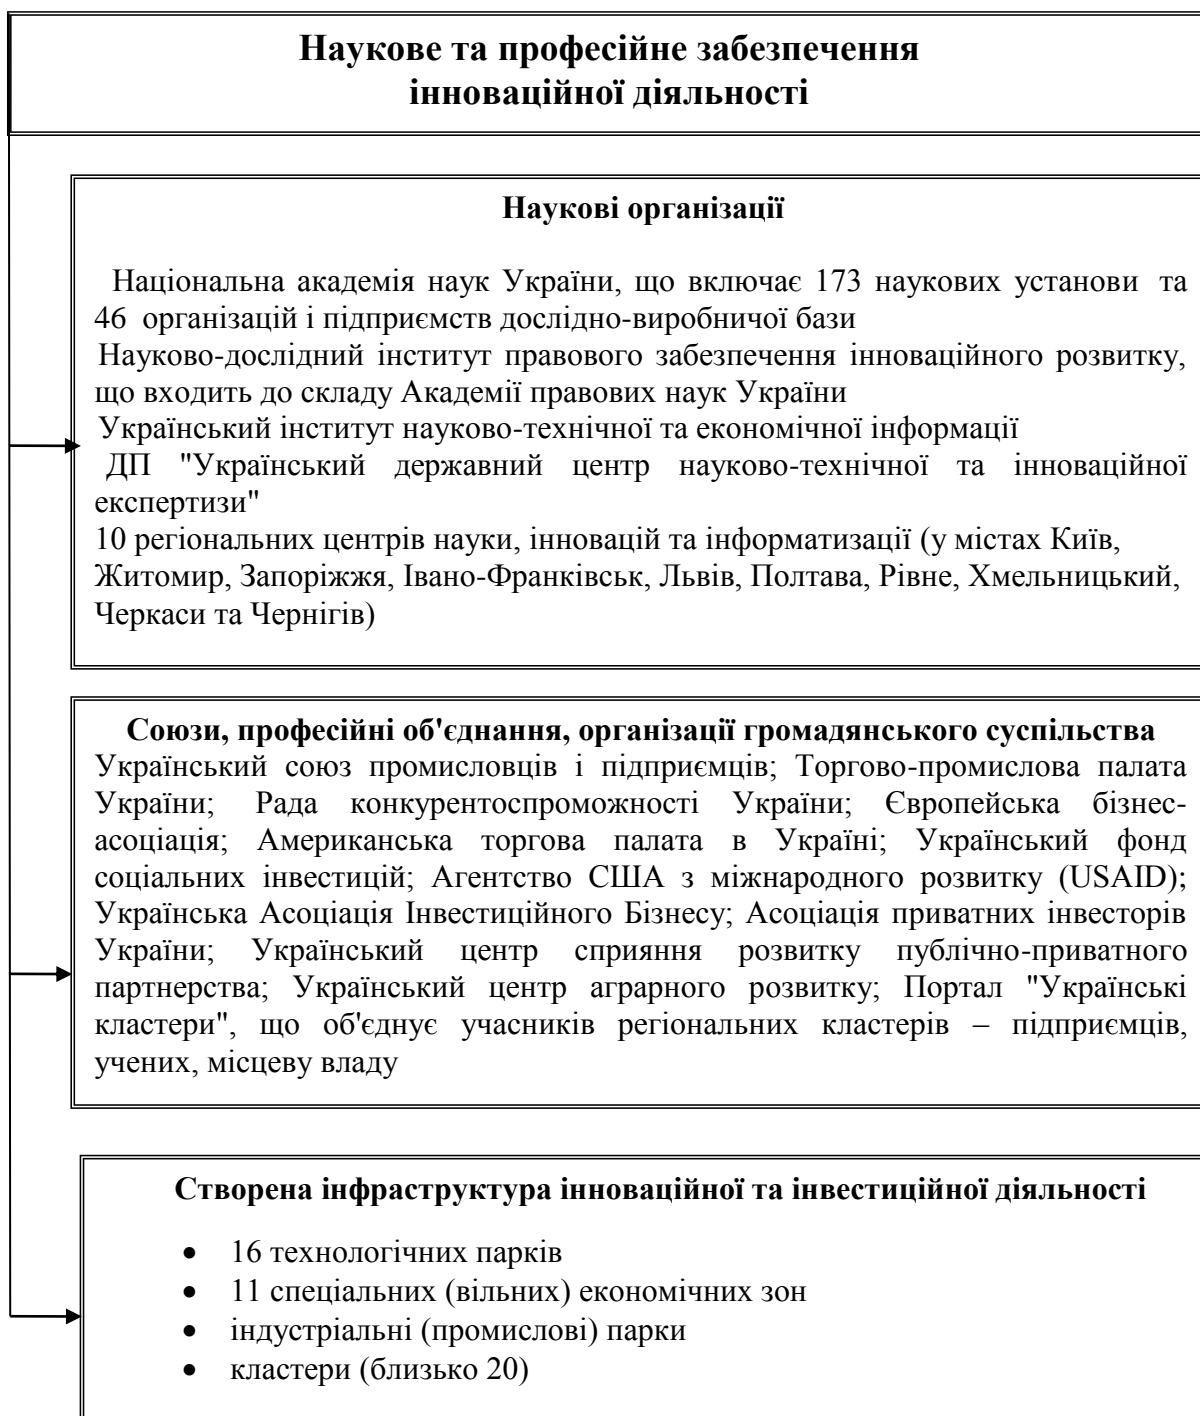 Наукове та професійне забезпечення
інноваційної діяльності
Наукові організації
Національна академія наук України, що включає 173 наукових установи та
46 організацій і підприємств дослідно-виробничої бази
Науково-дослідний інститут правового забезпечення інноваційного розвитку,
що входить до складу Академії правових наук України
Український інститут науково-технічної та економічної інформації
ДП "Український державний центр науково-технічної та інноваційної
експертизи"
10 регіональних центрів науки, інновацій та інформатизації (у містах Київ,
Житомир, Запоріжжя, Івано-Франківськ, Львів, Полтава, Рівне, Хмельницький,
Черкаси та Чернігів)
Союзи, професійні об'єднання, організації громадянського суспільства
Український союз промисловців і підприємців; Торгово-промислова палата
України; Рада конкурентоспроможності України; Європейська бізнес-
асоціація; Американська торгова палата в Україні; Український фонд
соціальних інвестицій; Агентство США з міжнародного розвитку (USAID);
Українська Асоціація Інвестиційного Бізнесу; Асоціація приватних інвесторів
України; Український центр сприяння розвитку публічно-приватного
партнерства; Український центр аграрного розвитку; Портал "Українські
кластери", що об'єднує учасників регіональних кластерів – підприємців,
учених, місцеву владу
Створена інфраструктура інноваційної та інвестиційної діяльності
• 16 технологічних парків
• 11 спеціальних (вільних) економічних зон
• індустріальні (промислові) парки
• кластери (близько 20)